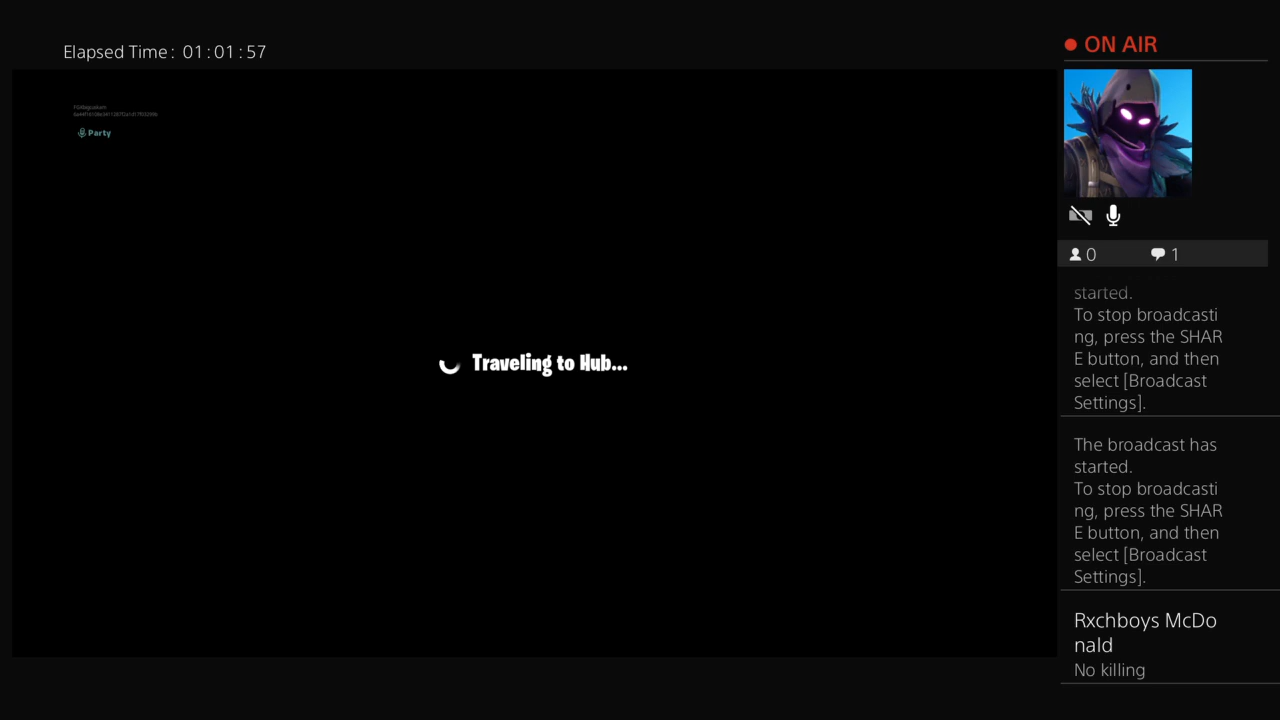 Elapsed Time: 01:01:57
ON AIR
Party
0
1
started.
To stop broadcasti
ng, press the SHAR
E button, and then
select [Broadcast
Settings].
Traveling to Hub...
The broadcast has
started.
To stop broadcasti
ng, press the SHAR
E button, and then
select [Broadcast
Settings].
Rxchboys McDo
nald
No killing